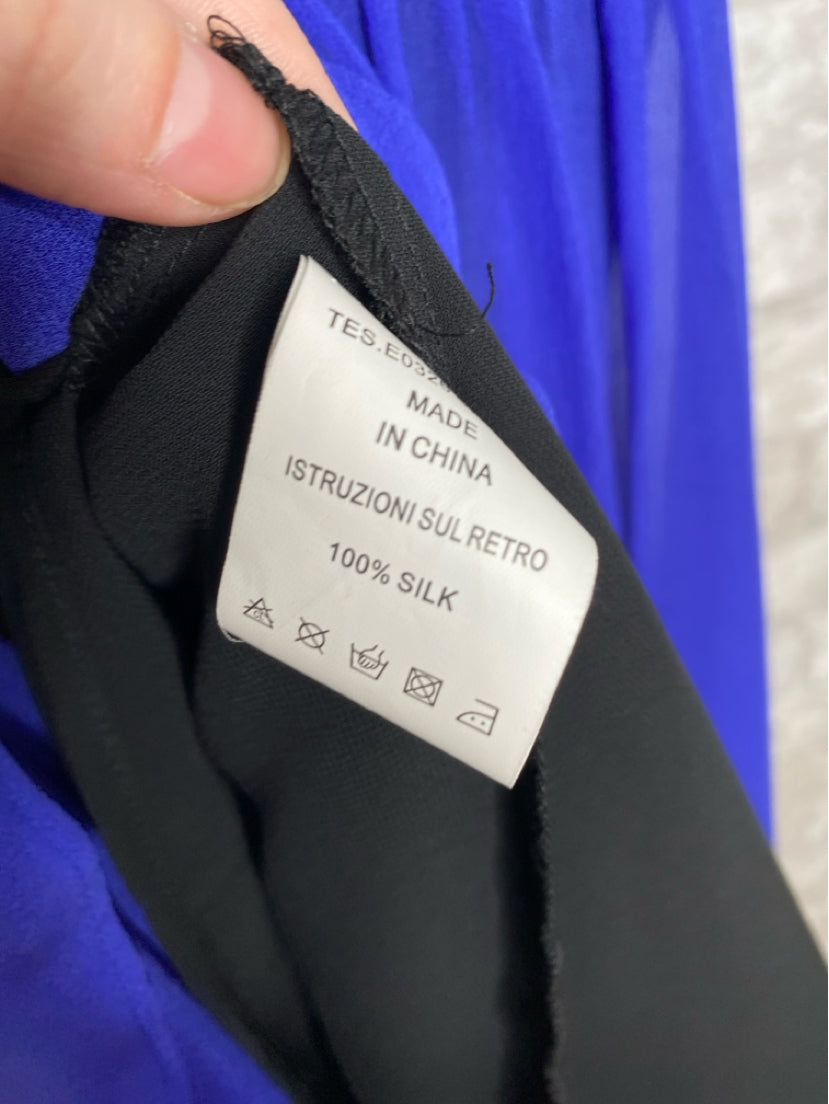 MADE
IN CHINA
ISTRUZIONI SUL RETRO
100% SILK